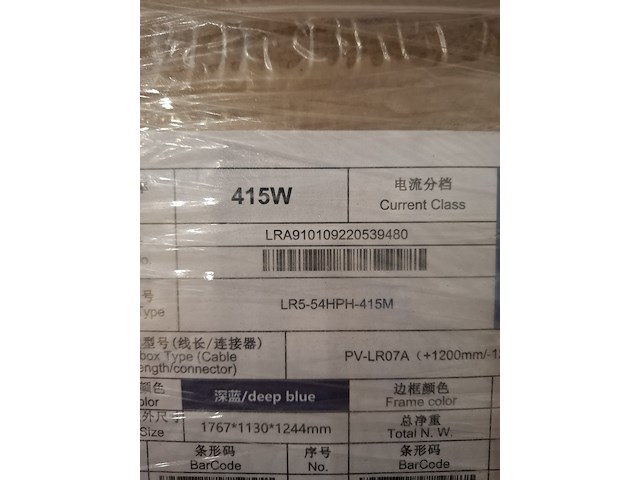 415W
电流分档
Current Class
LRA910109220539480
号
Type
LR5-54HPH-415M
型号(线长/连接器)
box Type (Cable
length/connector)
PV-LR07A（+1200mm/-1
颜色
深蓝/deep blue
边框颜色
Frame color
外尺寸
Size
1767*1130*1244mm
总净重
Total N. W.
条形码
BarCode
序号
No.
条形码
BarCode